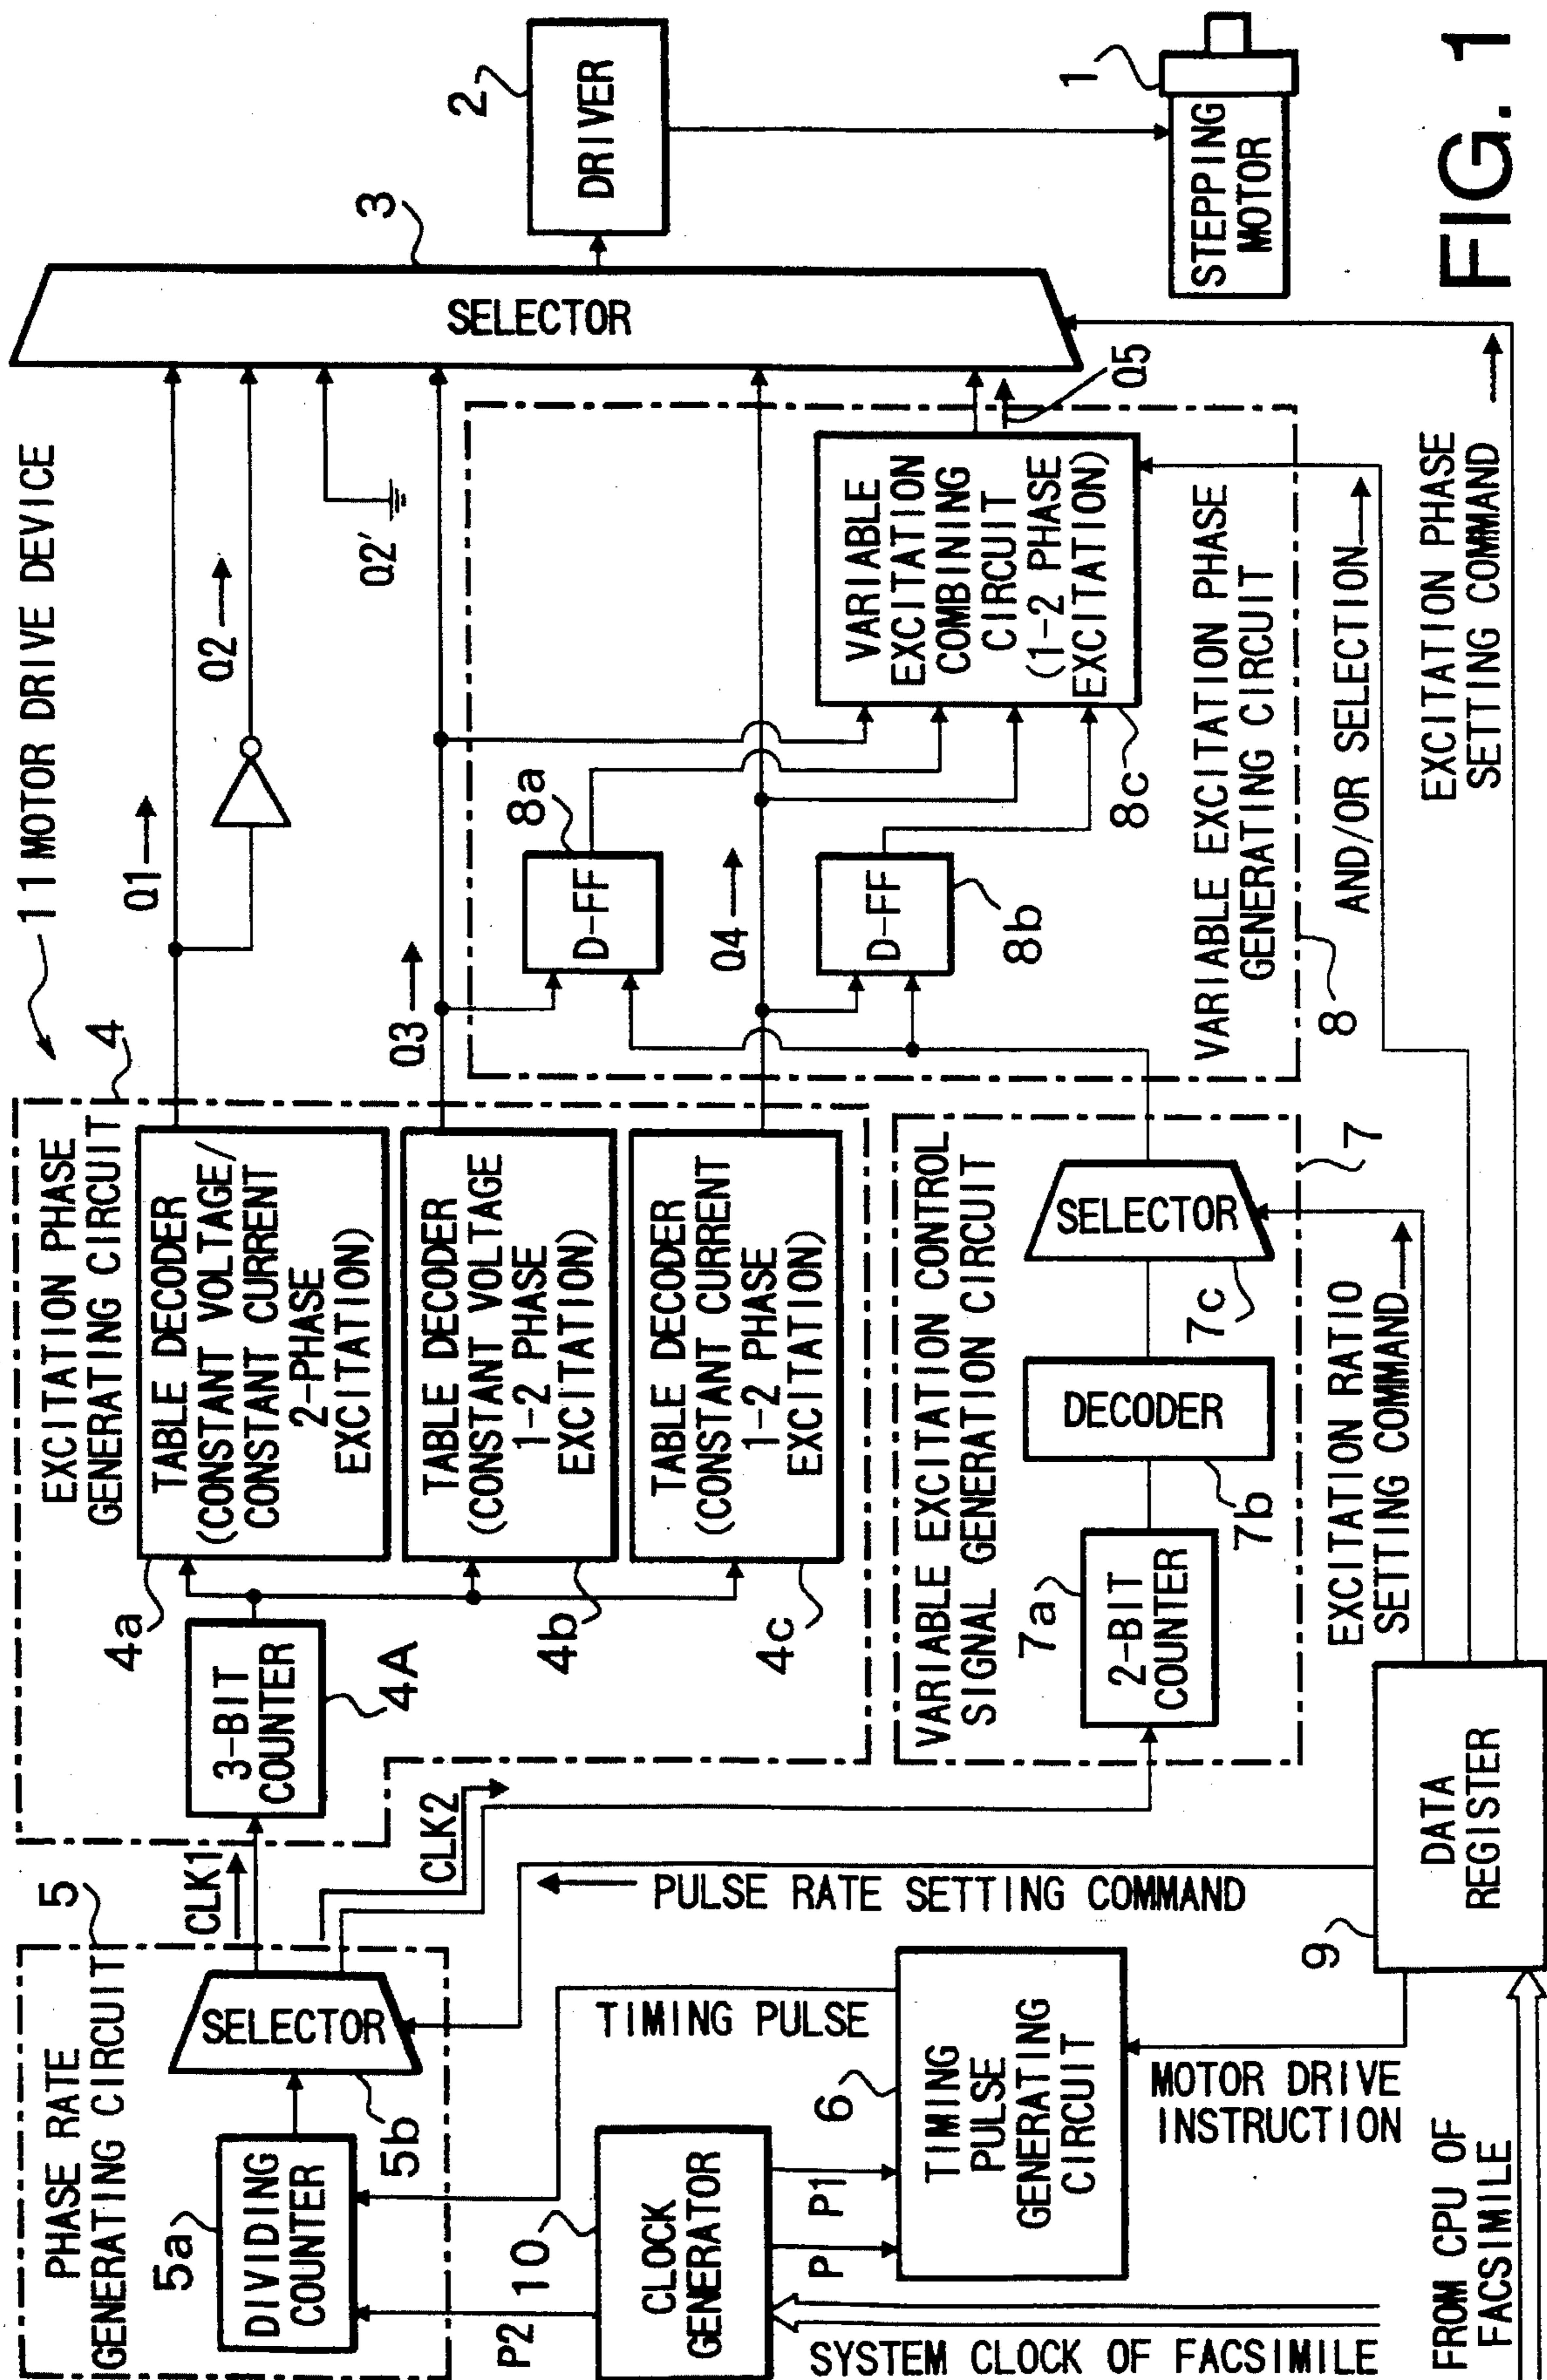 11 MOTOR DRIVE DEVICE
PHASE RATE
GENERATING CIRCUIT
5
5a
DIVIDING
COUNTER
5b
SELECTOR
CLK1
CLK2
EXCITATION PHASE
GENERATING CIRCUIT
4
3-BIT
COUNTER
4A
4a
TABLE DECODER
(CONSTANT VOLTAGE/
CONSTANT CURRENT
2-PHASE
EXCITATION)
4b
TABLE DECODER
(CONSTANT VOLTAGE
1-2 PHASE
EXCITATION)
4c
TABLE DECODER
(CONSTANT CURRENT
1-2 PHASE
EXCITATION)
Q1
Q2
Q2'
Q3
Q4
Q5
3
SELECTOR
2
DRIVER
1
STEPPING
MOTOR
8a
D-FF
8b
D-FF
8c
VARIABLE
EXCITATION
COMBINING
CIRCUIT
(1-2 PHASE
EXCITATION)
VARIABLE EXCITATION PHASE
GENERATING CIRCUIT
8
VARIABLE EXCITATION CONTROL
SIGNAL GENERATION CIRCUIT
7
7a
2-BIT
COUNTER
7b
DECODER
7c
SELECTOR
P2
10
CLOCK
GENERATOR
P
P1
6
TIMING
PULSE
GENERATING
CIRCUIT
TIMING PULSE
PULSE RATE SETTING COMMAND
SYSTEM CLOCK OF FACSIMILE
MOTOR DRIVE
INSTRUCTION
9
DATA
REGISTER
FROM CPU OF
FACSIMILE
EXCITATION RATIO
SETTING COMMAND
AND/OR SELECTION
EXCITATION PHASE
SETTING COMMAND
FIG. 1